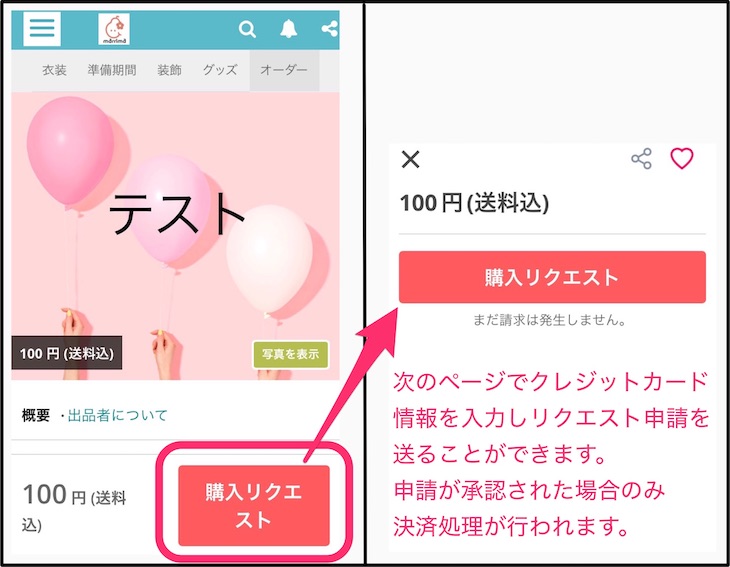 marrima
衣装 準備期間 装飾 グッズ オーダー
テスト
100 円 (送料込)
写真を表示
概要 ・出品者について
100 円 (送料
込)
購入リクエ
スト
100 円 (送料込)
購入リクエスト
まだ請求は発生しません。
次のページでクレジットカード
情報を入力しリクエスト申請を
送ることができます。
申請が承認された場合のみ
決済処理が行われます。